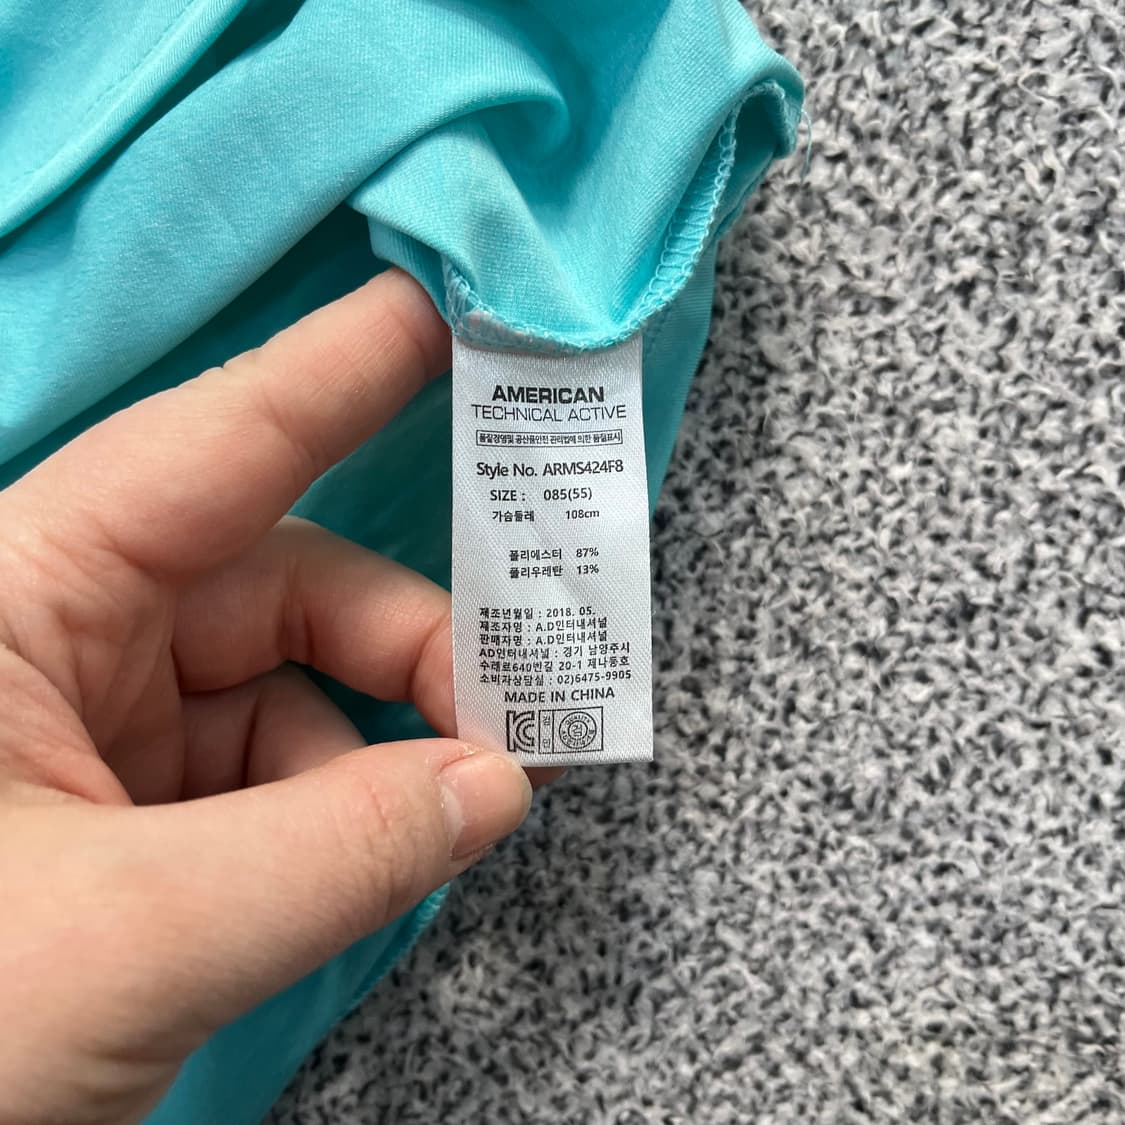 AMERICAN
TECHNICAL ACTIVE
품질경영및 공산품안전 관리법에 의한 품질표시
Style No. ARMS424F8
SIZE : 085(55)
가슴둘레 108cm
폴리에스터 87%
폴리우레탄 13%
제조년월일 : 2018. 05.
제조자명 : A.D인터내셔널
판매자명 : A.D인터내셔널
AD인터내셔널 : 경기 남양주시
수레로640번길 20-1 제나동호
소비자상담실 : 02)6475-9905
MADE IN CHINA
KC
QUALITY
검